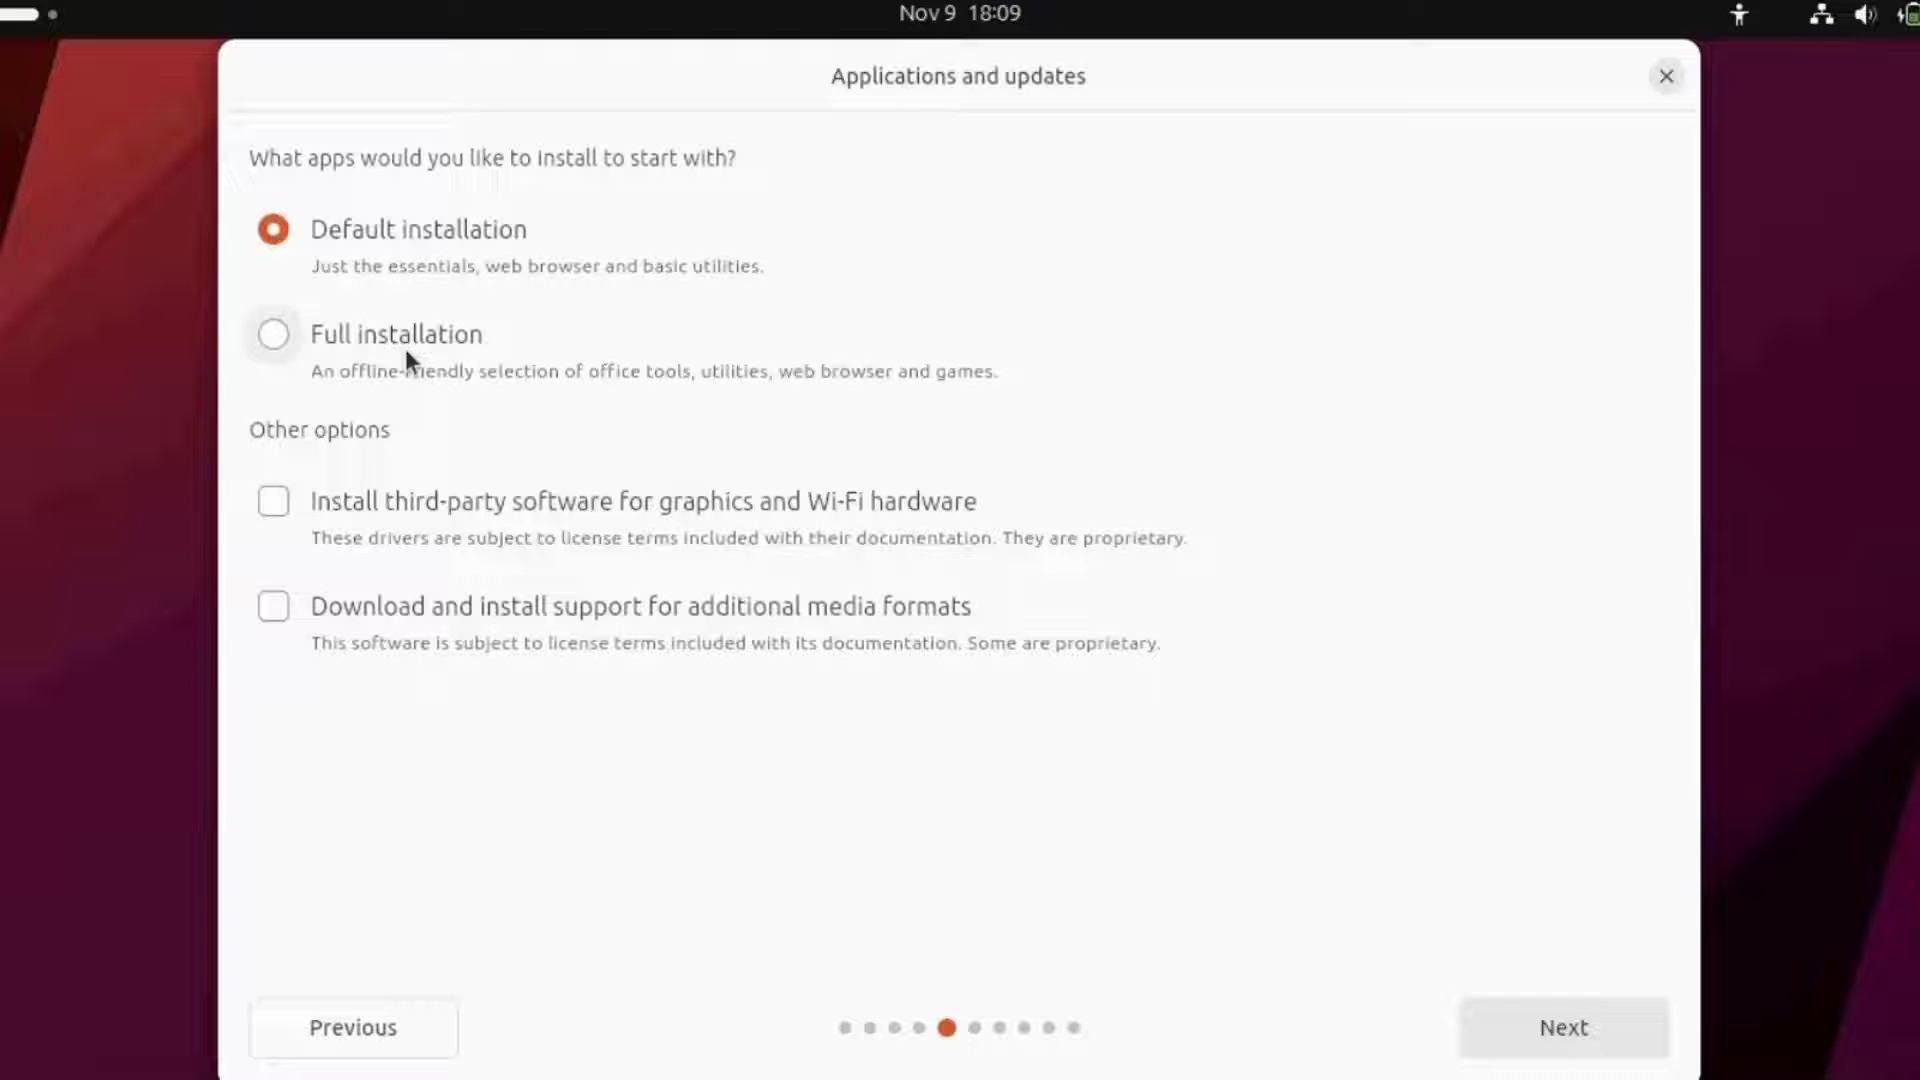 Nov 9 18:09
Applications and updates
What apps would you like to install to start with?
Default installation
Just the essentials, web browser and basic utilities.
Full installation
An offline-friendly selection of office tools, utilities, web browser and games.
Other options
Install third-party software for graphics and Wi-Fi hardware
These drivers are subject to license terms included with their documentation. They are proprietary.
Download and install support for additional media formats
This software is subject to license terms included with its documentation. Some are proprietary.
Previous
Next